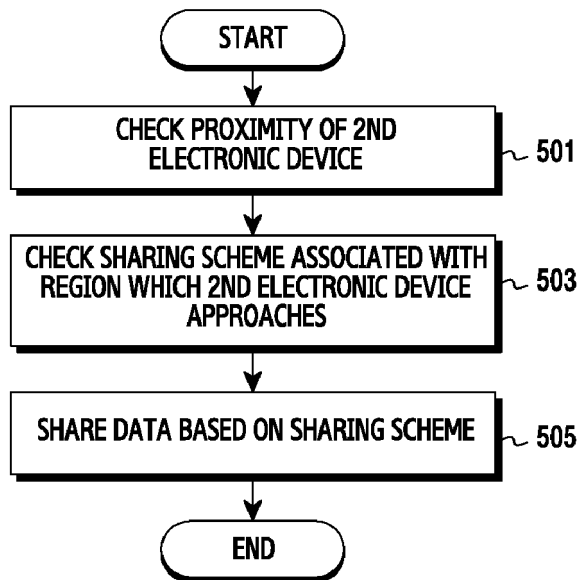 START
CHECK PROXIMITY OF 2ND
ELECTRONIC DEVICE
501
CHECK SHARING SCHEME ASSOCIATED WITH
REGION WHICH 2ND ELECTRONIC DEVICE
APPROACHES
503
SHARE DATA BASED ON SHARING SCHEME
505
END